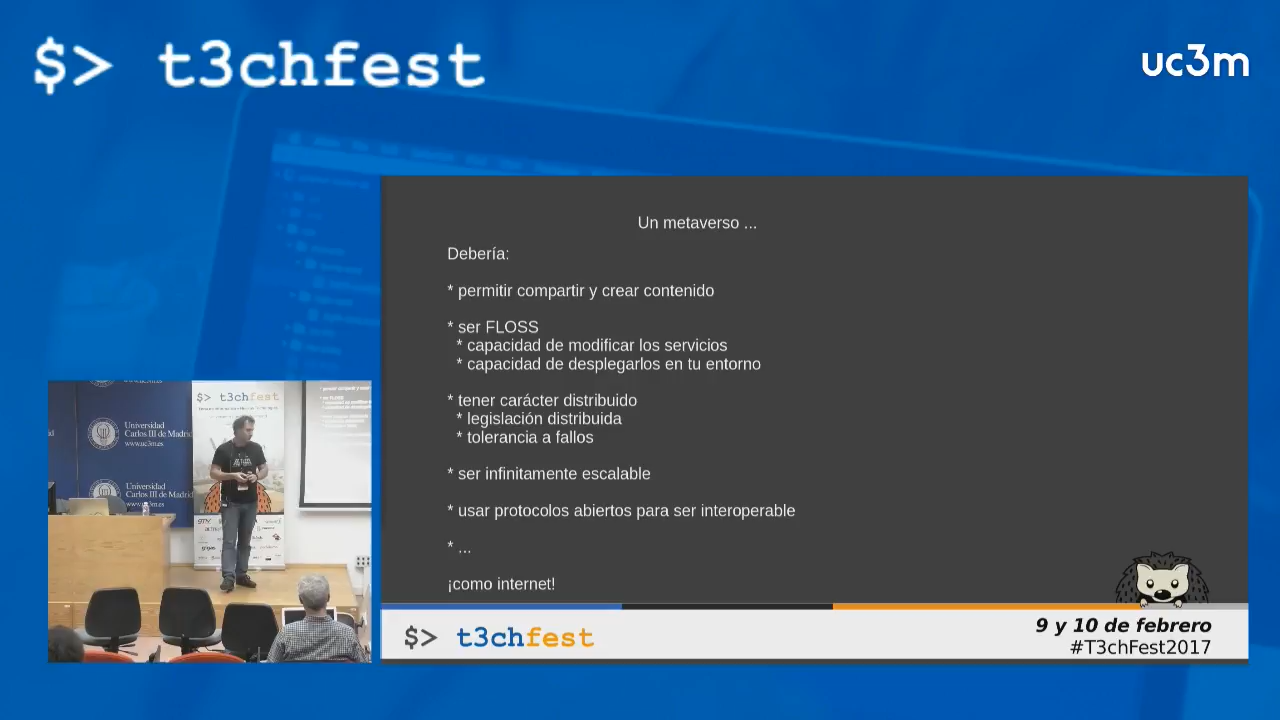 $> t3chfest
uc3m
Un metaverso ...
Debería:
* permitir compartir y crear contenido
* ser FLOSS
* capacidad de modificar los servicios
* capacidad de desplegarlos en tu entorno
* tener carácter distribuido
* legislación distribuida
* tolerancia a fallos
* ser infinitamente escalable
* usar protocolos abiertos para ser interoperable
* ...
¡como internet!
$> t3chfest
9 y 10 de febrero
#T3chFest2017
$> t3chfest
Universidad
Carlos III de Madrid
www.uc3m.es
Universidad
Carlos III de Madrid
www.uc3m.es